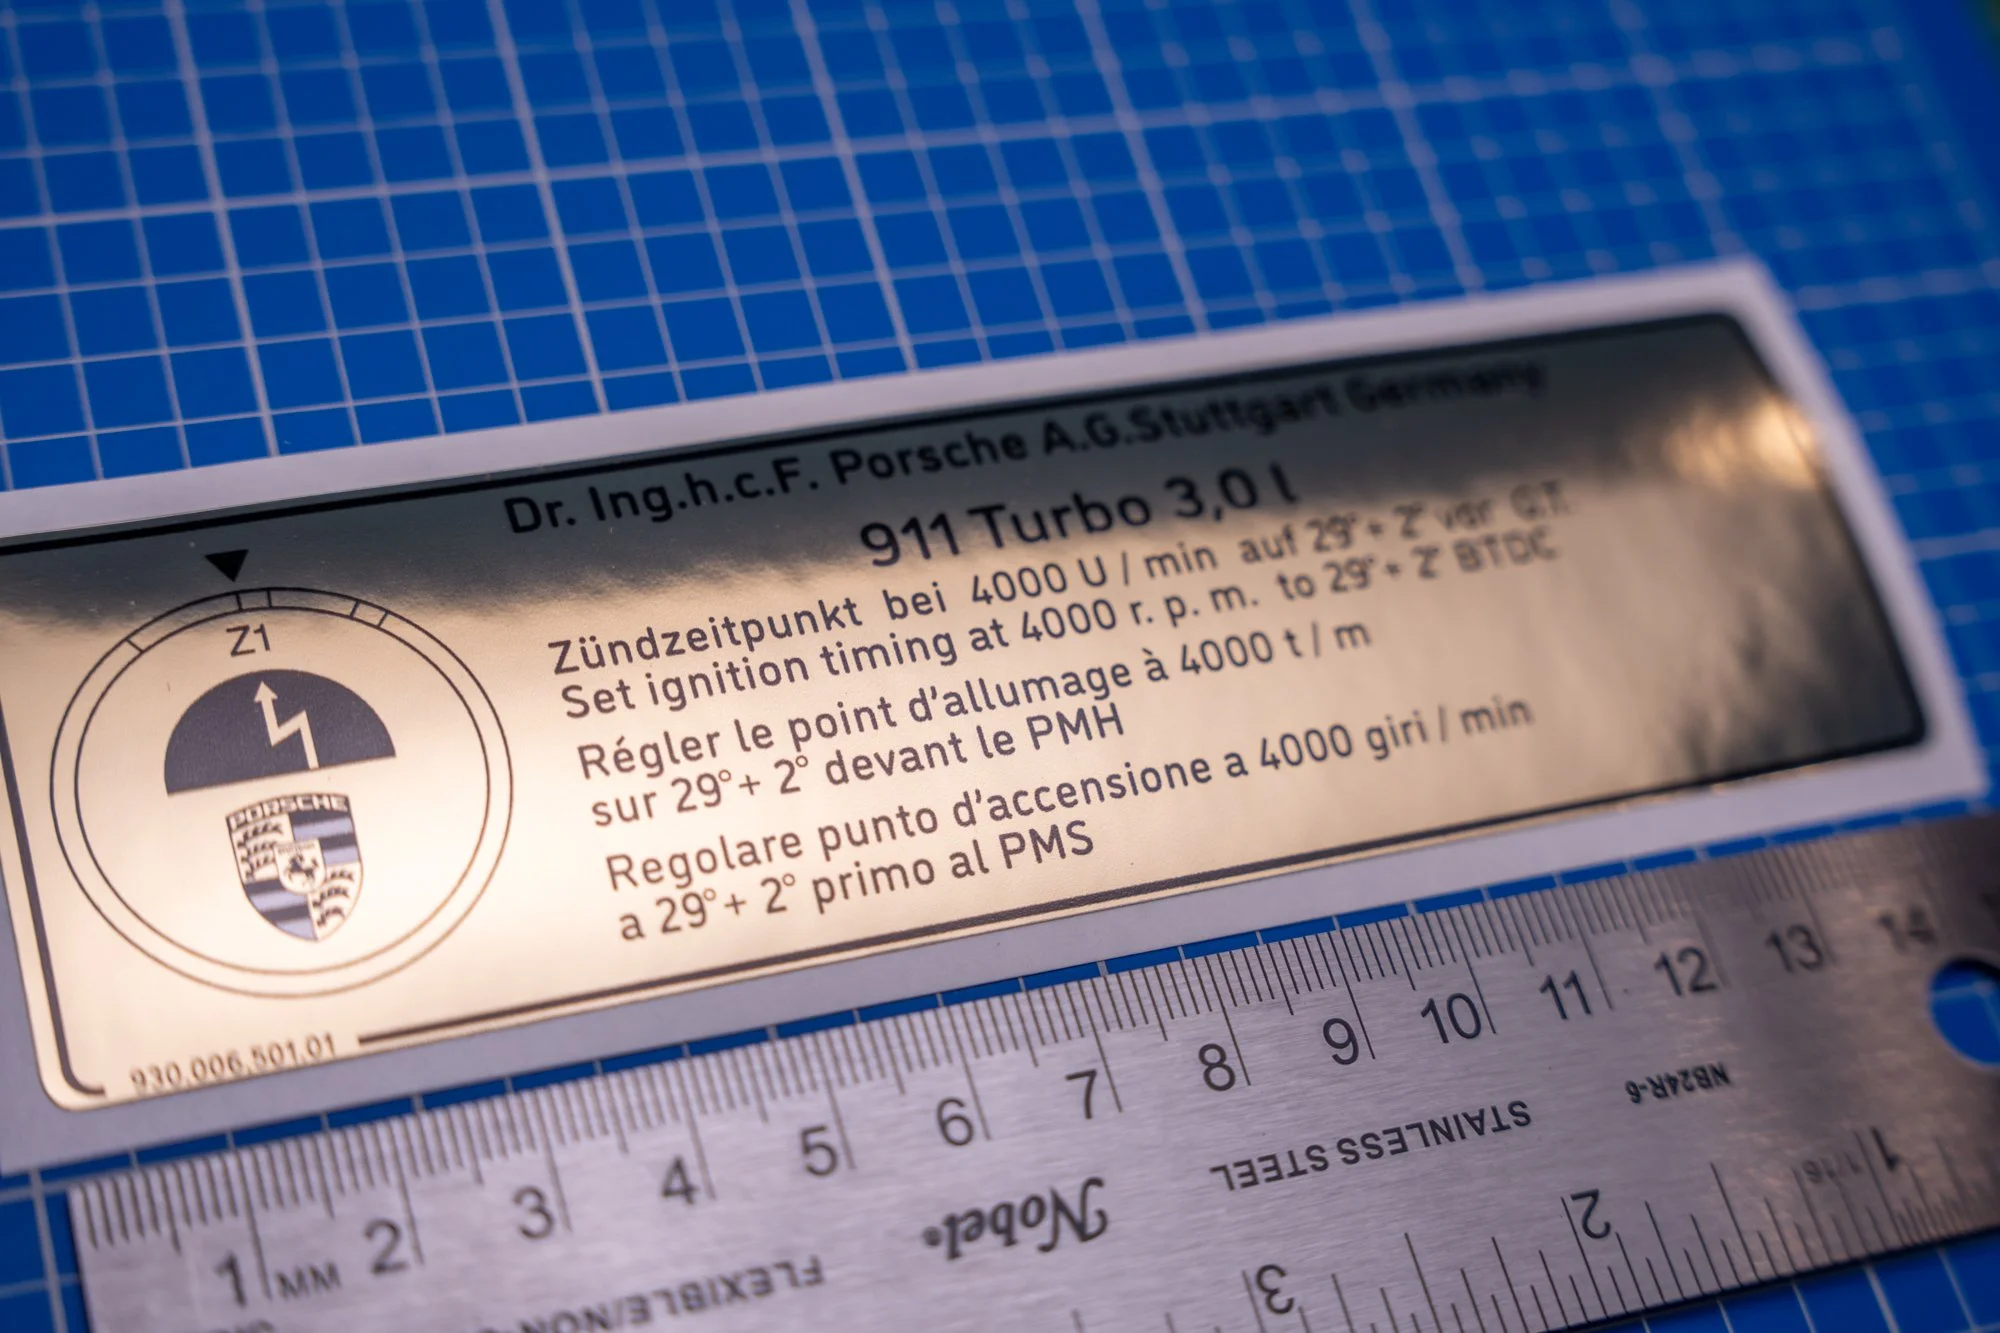 Dr. Ing.h.c.F. Porsche A.G.Stuttgart Germany
911 Turbo 3,0 l
Zündzeitpunkt bei 4000 U / min auf 29°+ 2° vor O.T.
Set ignition timing at 4000 r. p. m. to 29°+ 2° BTDC
Régler le point d'allumage à 4000 t / m
sur 29°+ 2° devant le PMH
Regolare punto d'accensione a 4000 giri / min
a 29°+ 2° primo al PMS
Z1
PORSCHE
930.006.501.01
1 2 3 4 5 6 7 8 9 10 11 12 13 14
MM
NB24R-6
STAINLESS STEEL
Nobel
FLEXIBLE/NON-
1/16
1 2 3